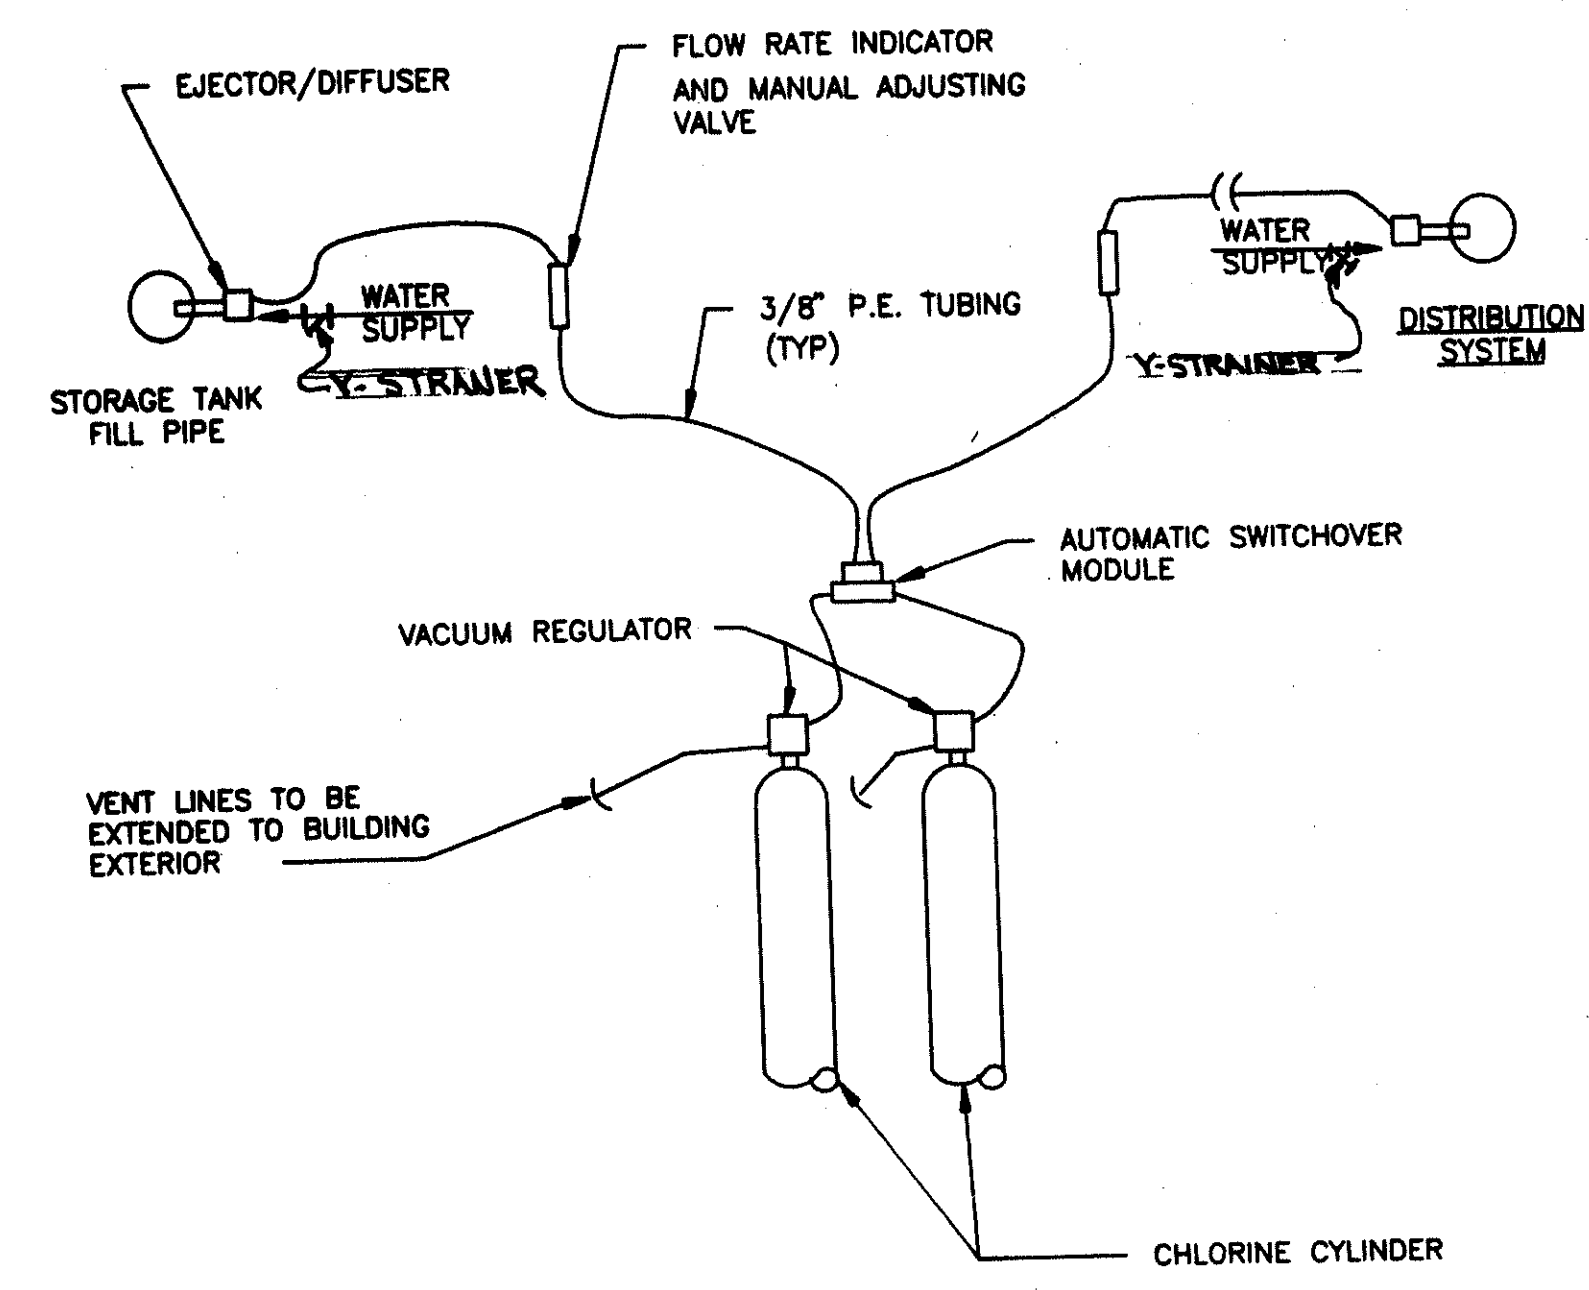 FLOW RATE INDICATOR
AND MANUAL ADJUSTING
VALVE
EJECTOR/DIFFUSER
WATER
SUPPLY
WATER
SUPPLY
3/8" P.E. TUBING
(TYP)
DISTRIBUTION
SYSTEM
Y-STRAINER
Y-STRANER
STORAGE TANK
FILL PIPE
AUTOMATIC SWITCHOVER
MODULE
VACUUM REGULATOR
VENT LINES TO BE
EXTENDED TO BUILDING
EXTERIOR
CHLORINE CYLINDER